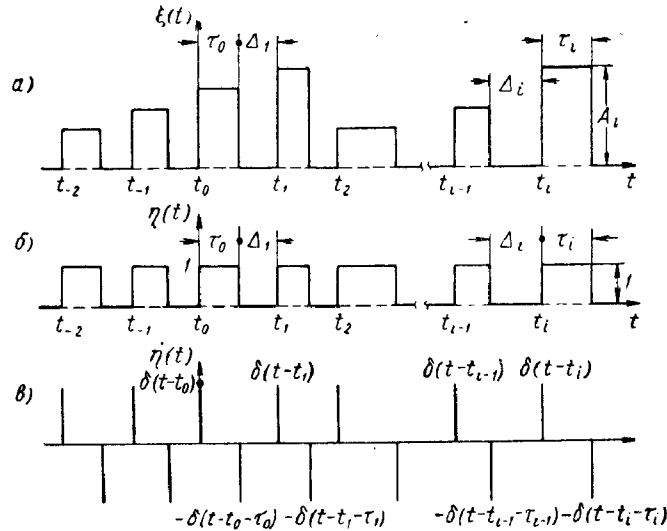 ξ(t)
τ₀ Δ₁ τᵢ
а) Δᵢ Aᵢ
t₋₂ t₋₁ t₀ t₁ t₂ tᵢ₋₁ tᵢ t
η(t)
б) τ₀ Δ₁ Δᵢ τᵢ
1 1
t₋₂ t₋₁ t₀ t₁ t₂ tᵢ₋₁ tᵢ t
η̇(t)
в) δ(t-t₀) δ(t-t₁) δ(t-tᵢ₋₁) δ(t-tᵢ)
-δ(t-t₀-τ₀) -δ(t-t₁-τ₁) -δ(t-tᵢ₋₁-τᵢ₋₁) -δ(t-tᵢ-τᵢ)